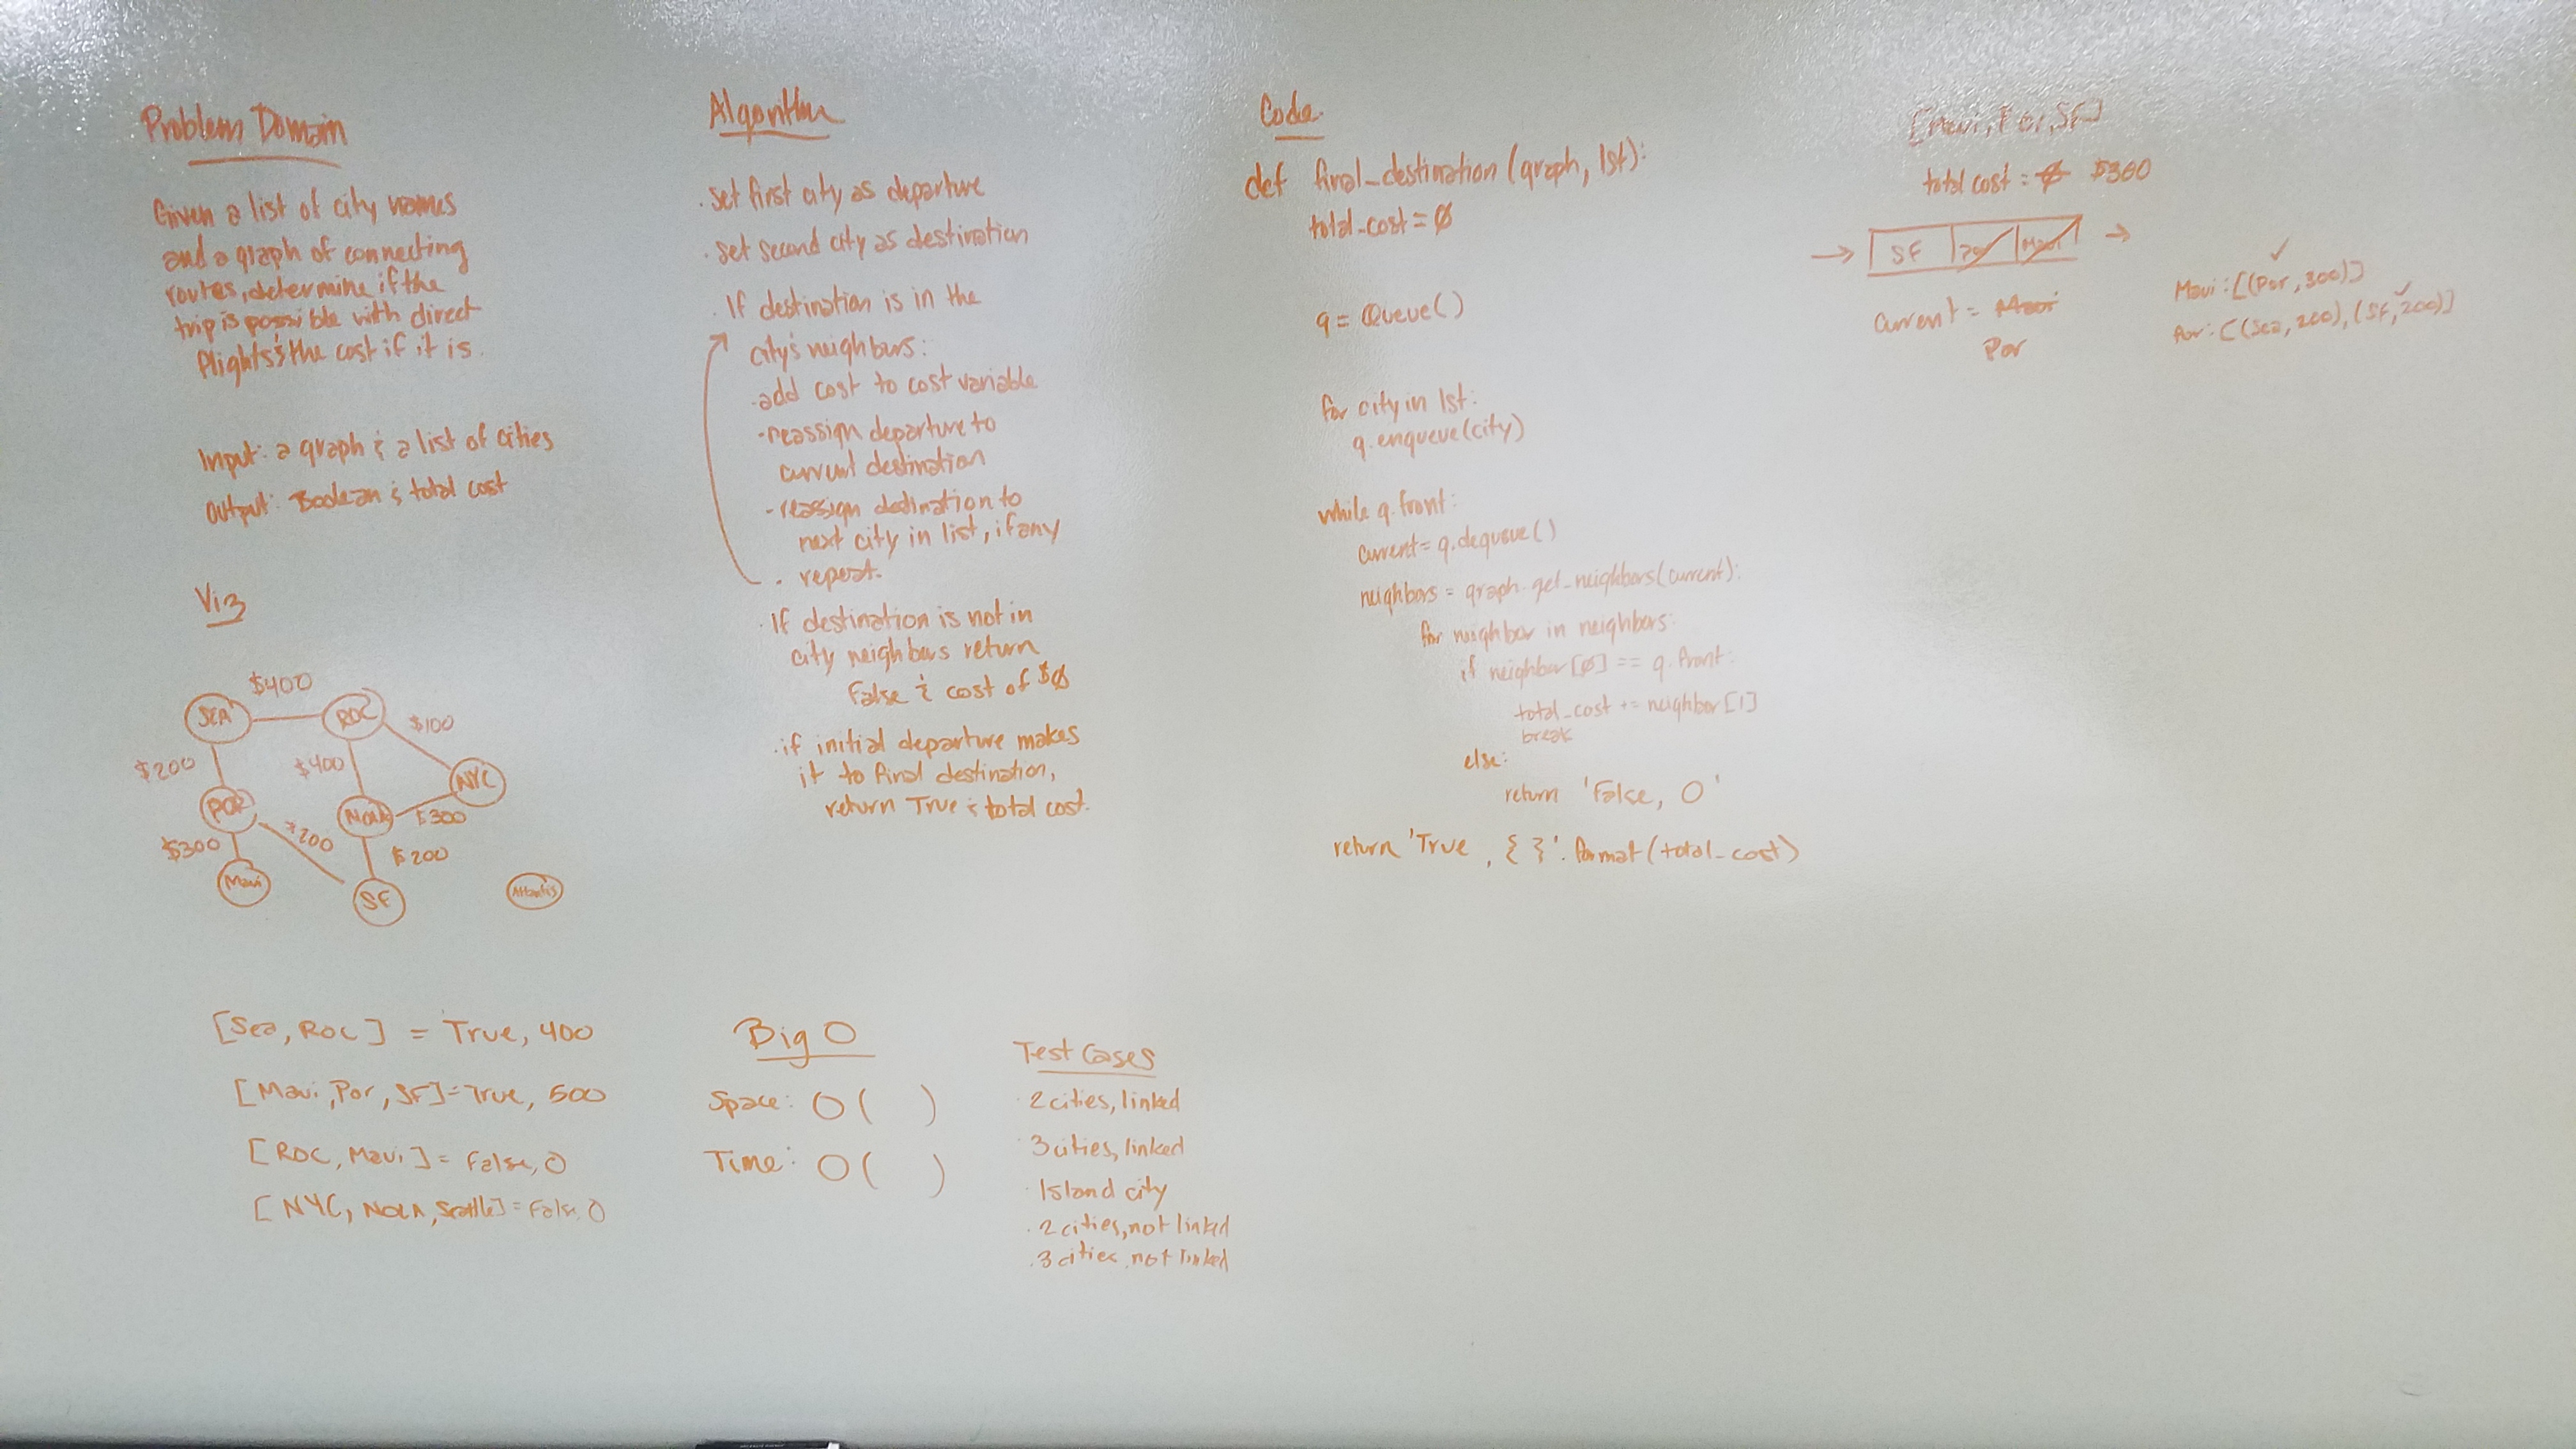 Problem Domain
Given a list of city names
and a graph of connecting
routes, determine if the
trip is possible with direct
flights & the cost if it is.
Input: a graph & a list of cities
Output: Boolean & total cost
Viz
$400
SEA
ROC
$100
$200
$400
NYC
POR
NOLA
$300
$300
$200
$200
Maui
SF
Atlantis
[Sea, ROC] = True, 400
[Maui, Por, SF] = True, 500
[ROC, Maui] = False, 0
[NYC, NOLA, Seattle] = False, 0
Algorithm
. set first city as departure
. set second city as destination
. If destination is in the
city's neighbors:
- add cost to cost variable
- reassign departure to
current destination
- reassign destination to
next city in list, if any
. repeat.
. If destination is not in
city neighbors return
False & cost of $0
. if initial departure makes
it to final destination,
return True & total cost.
Big O
Space: O( )
Time: O( )
Test Cases
. 2 cities, linked
. 3 cities, linked
. Island city
. 2 cities, not linked
. 3 cities, not linked
Code
def final_destination(graph, lst):
total_cost = 0
q = Queue()
for city in lst:
q.enqueue(city)
while q.front:
current = q.dequeue()
neighbors = graph.get_neighbors(current):
for neighbor in neighbors:
if neighbor[0] == q.front:
total_cost += neighbor[1]
break
else:
return 'False, 0'
return 'True, {}'.format(total_cost)
[Maui, Por, SF]
total cost = 0 $300
SF Por Maui
current = Maui
Por
Maui: [(Por, 300)]
Por: [(Sea, 200), (SF, 200)]